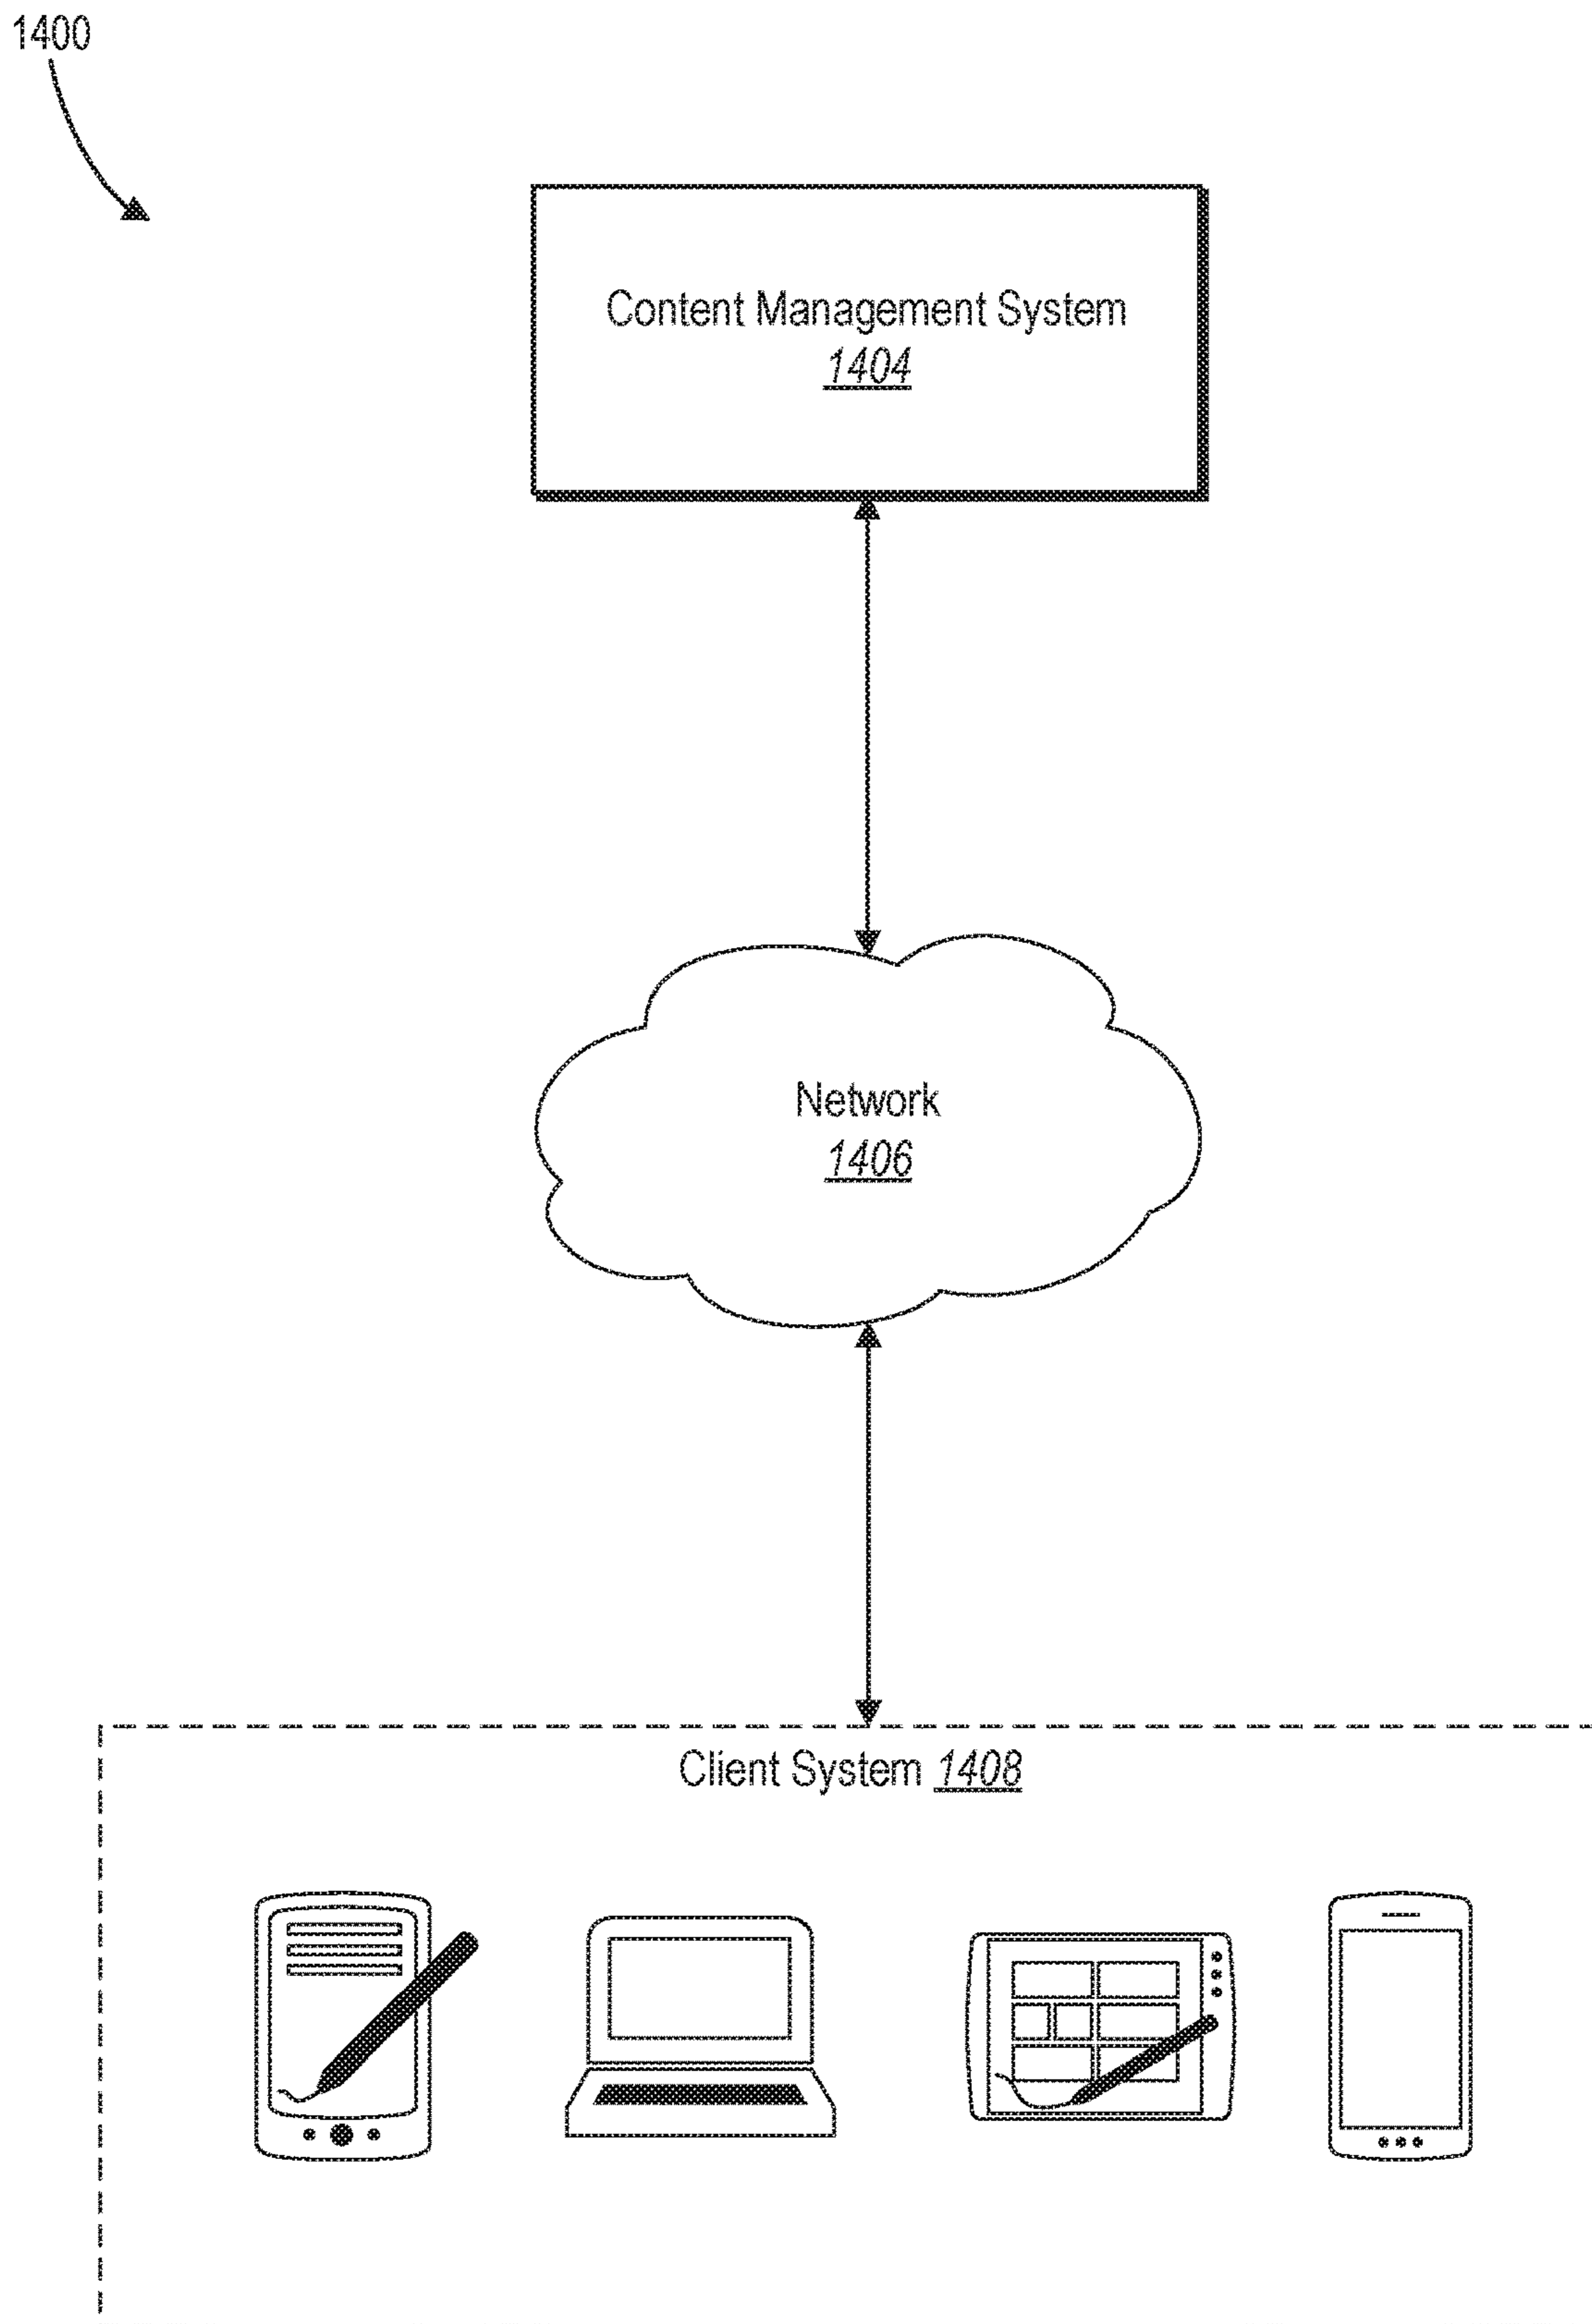 1400
Content Management System
1404
Network
1406
Client System 1408